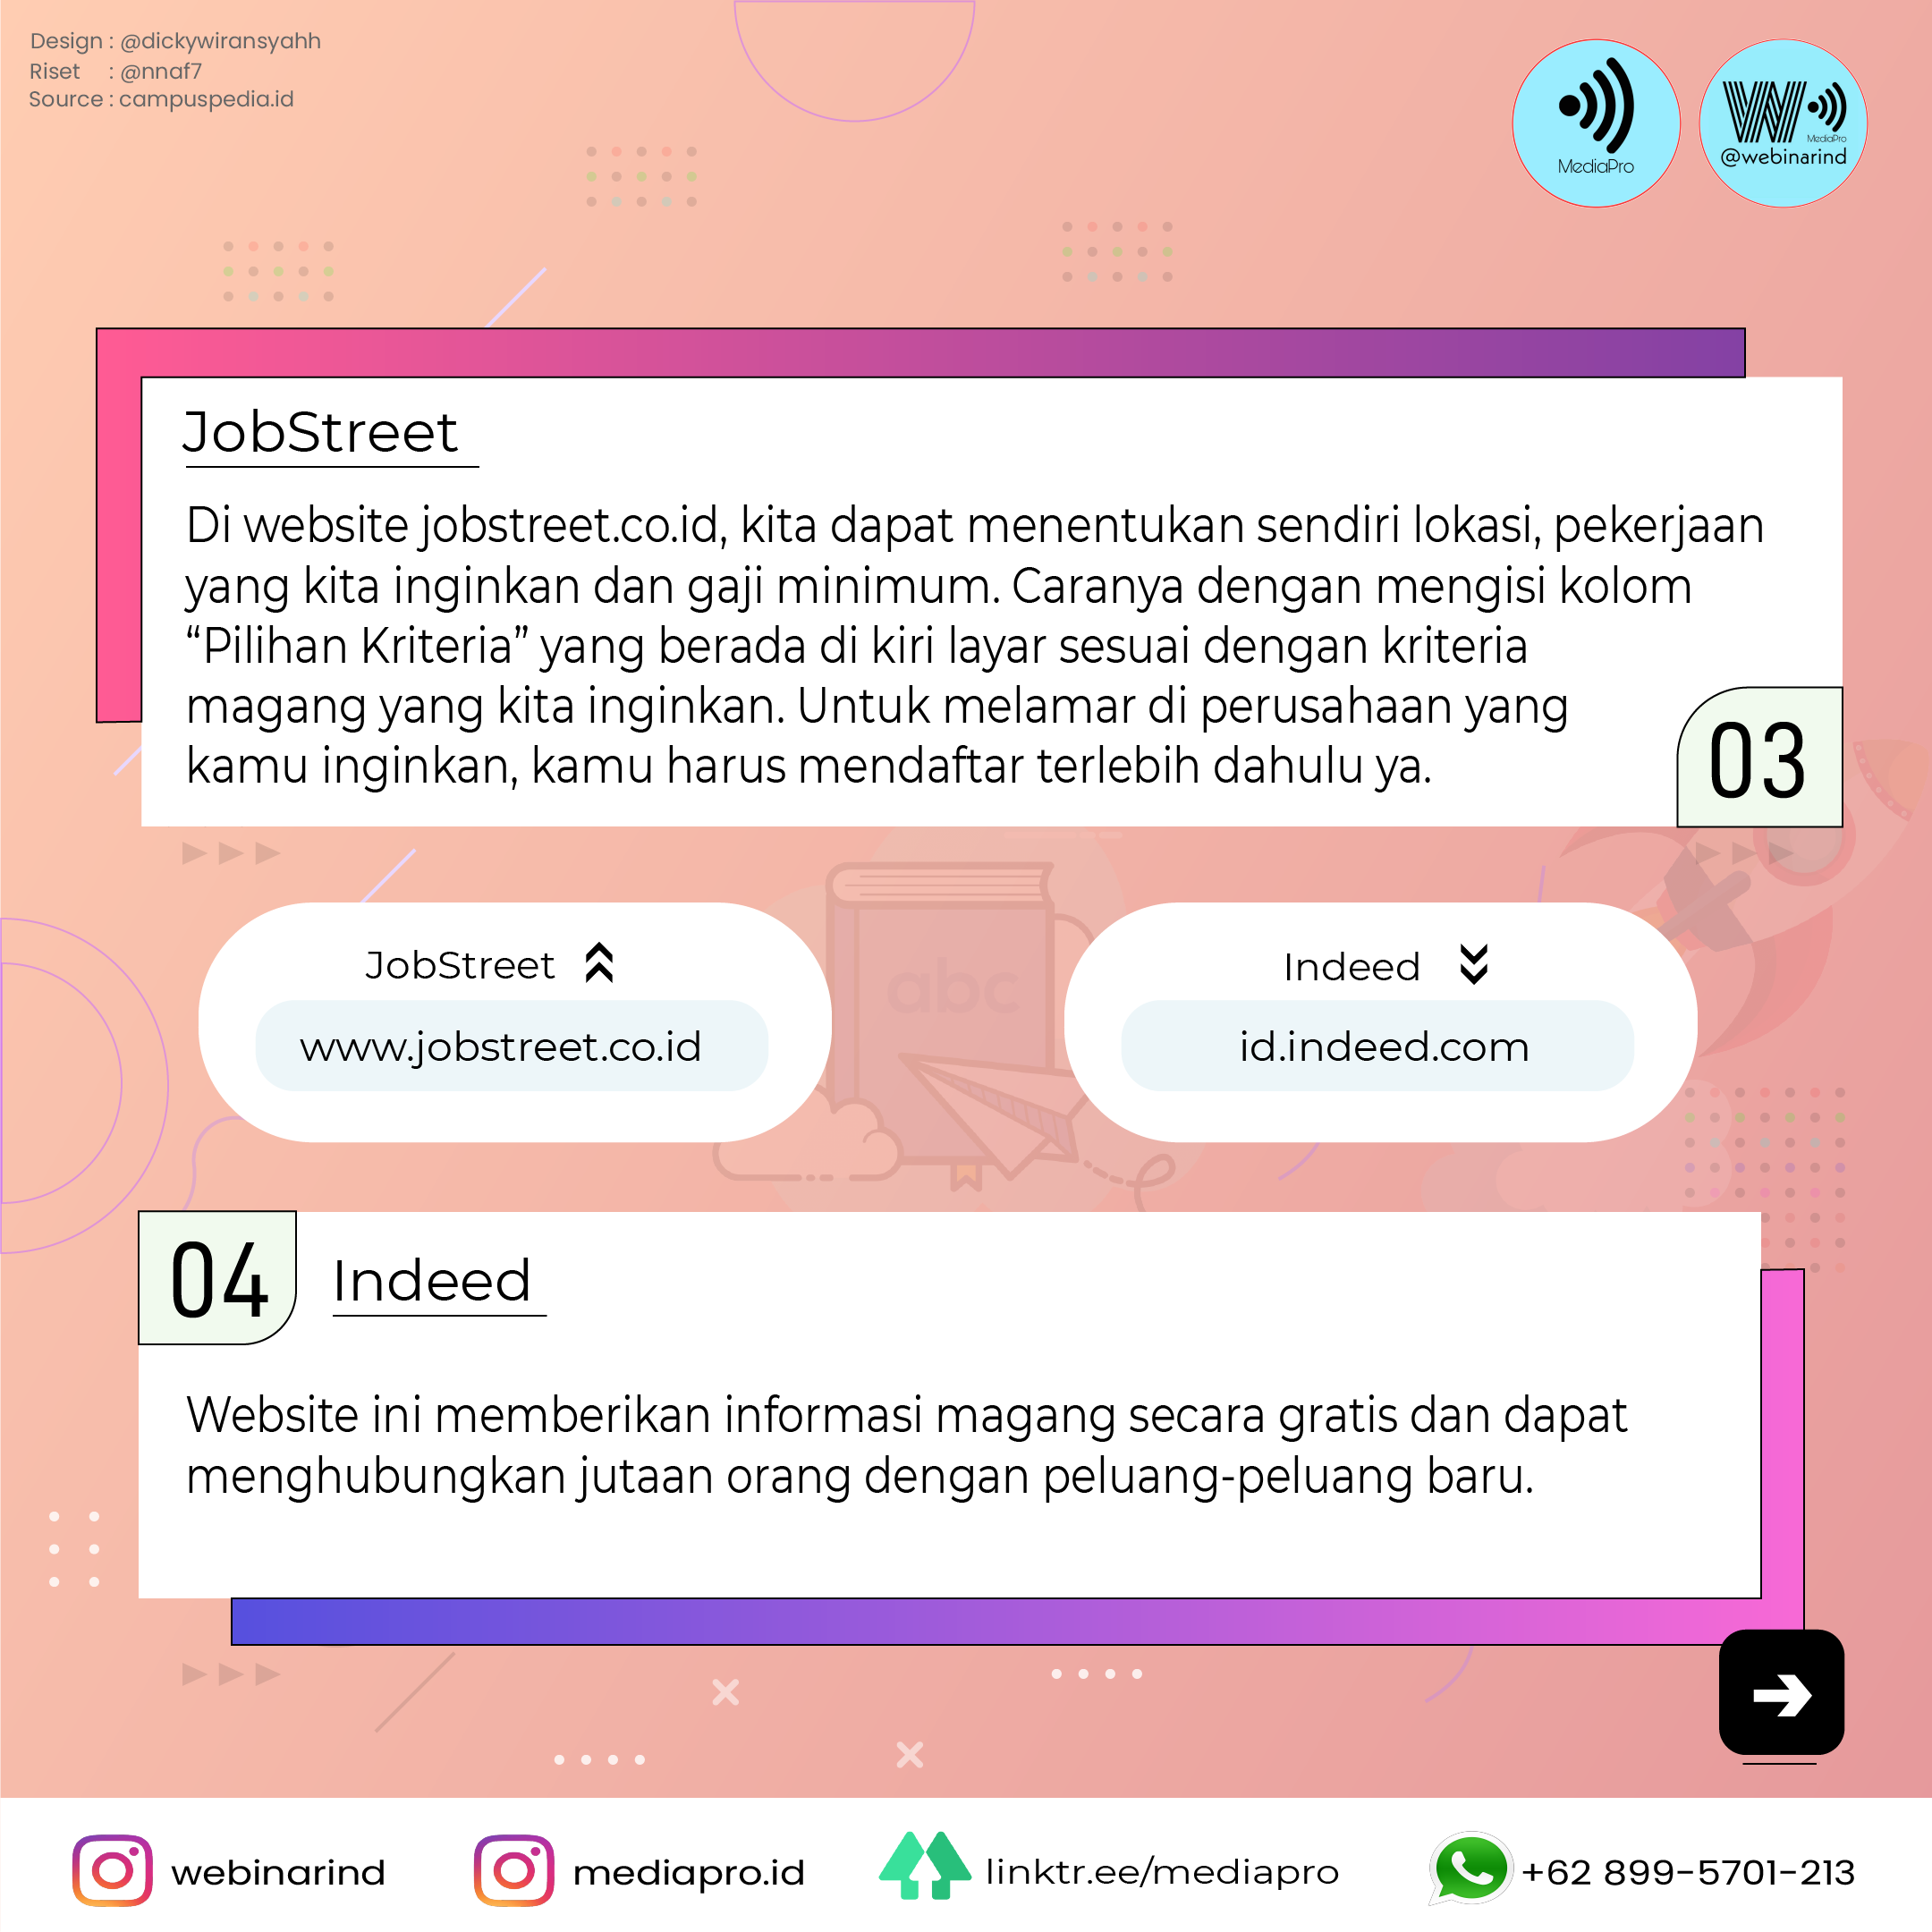 Design : @dickywiransyahh
Riset : @nnaf7
Source : campuspedia.id
MediaPro
W
MediaPro
@webinarind
JobStreet
Di website jobstreet.co.id, kita dapat menentukan sendiri lokasi, pekerjaan
yang kita inginkan dan gaji minimum. Caranya dengan mengisi kolom
“Pilihan Kriteria” yang berada di kiri layar sesuai dengan kriteria
magang yang kita inginkan. Untuk melamar di perusahaan yang
kamu inginkan, kamu harus mendaftar terlebih dahulu ya.
03
JobStreet
www.jobstreet.co.id
abc
Indeed
id.indeed.com
04
Indeed
Website ini memberikan informasi magang secara gratis dan dapat
menghubungkan jutaan orang dengan peluang-peluang baru.
webinarind
mediapro.id
linktr.ee/mediapro
+62 899-5701-213